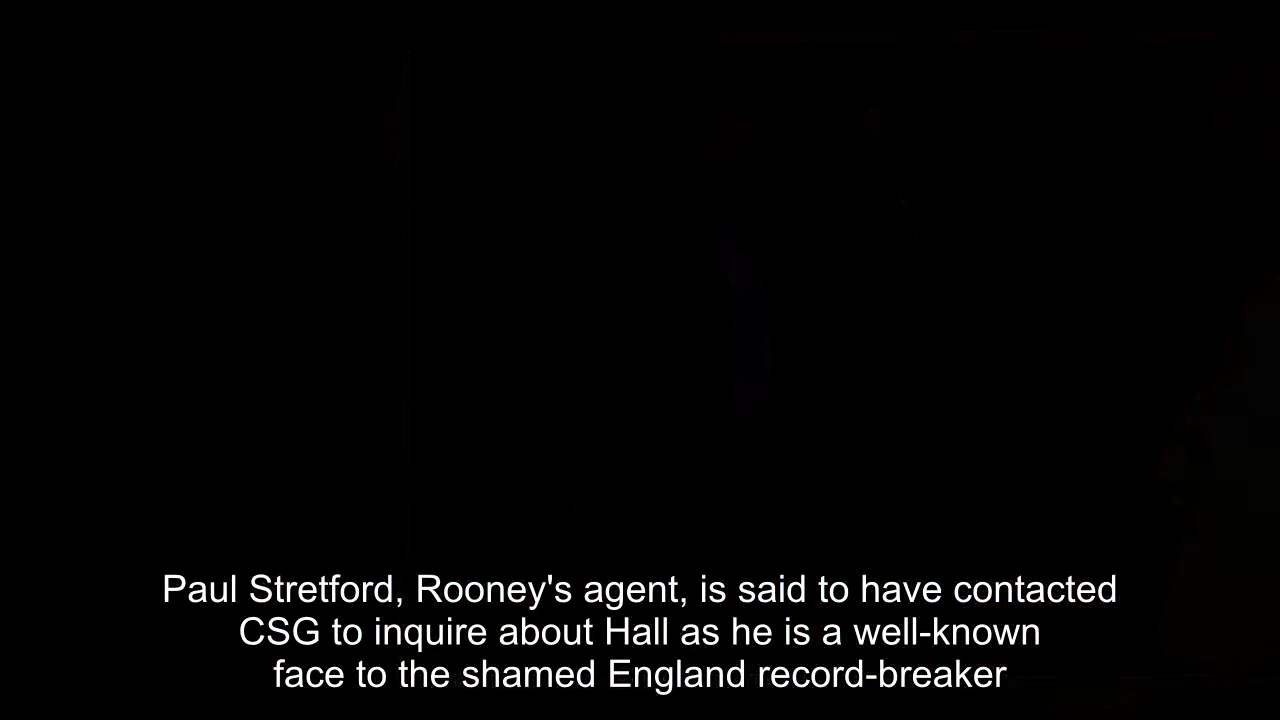 Paul Stretford, Rooney's agent, is said to have contacted
CSG to inquire about Hall as he is a well-known
face to the shamed England record-breaker